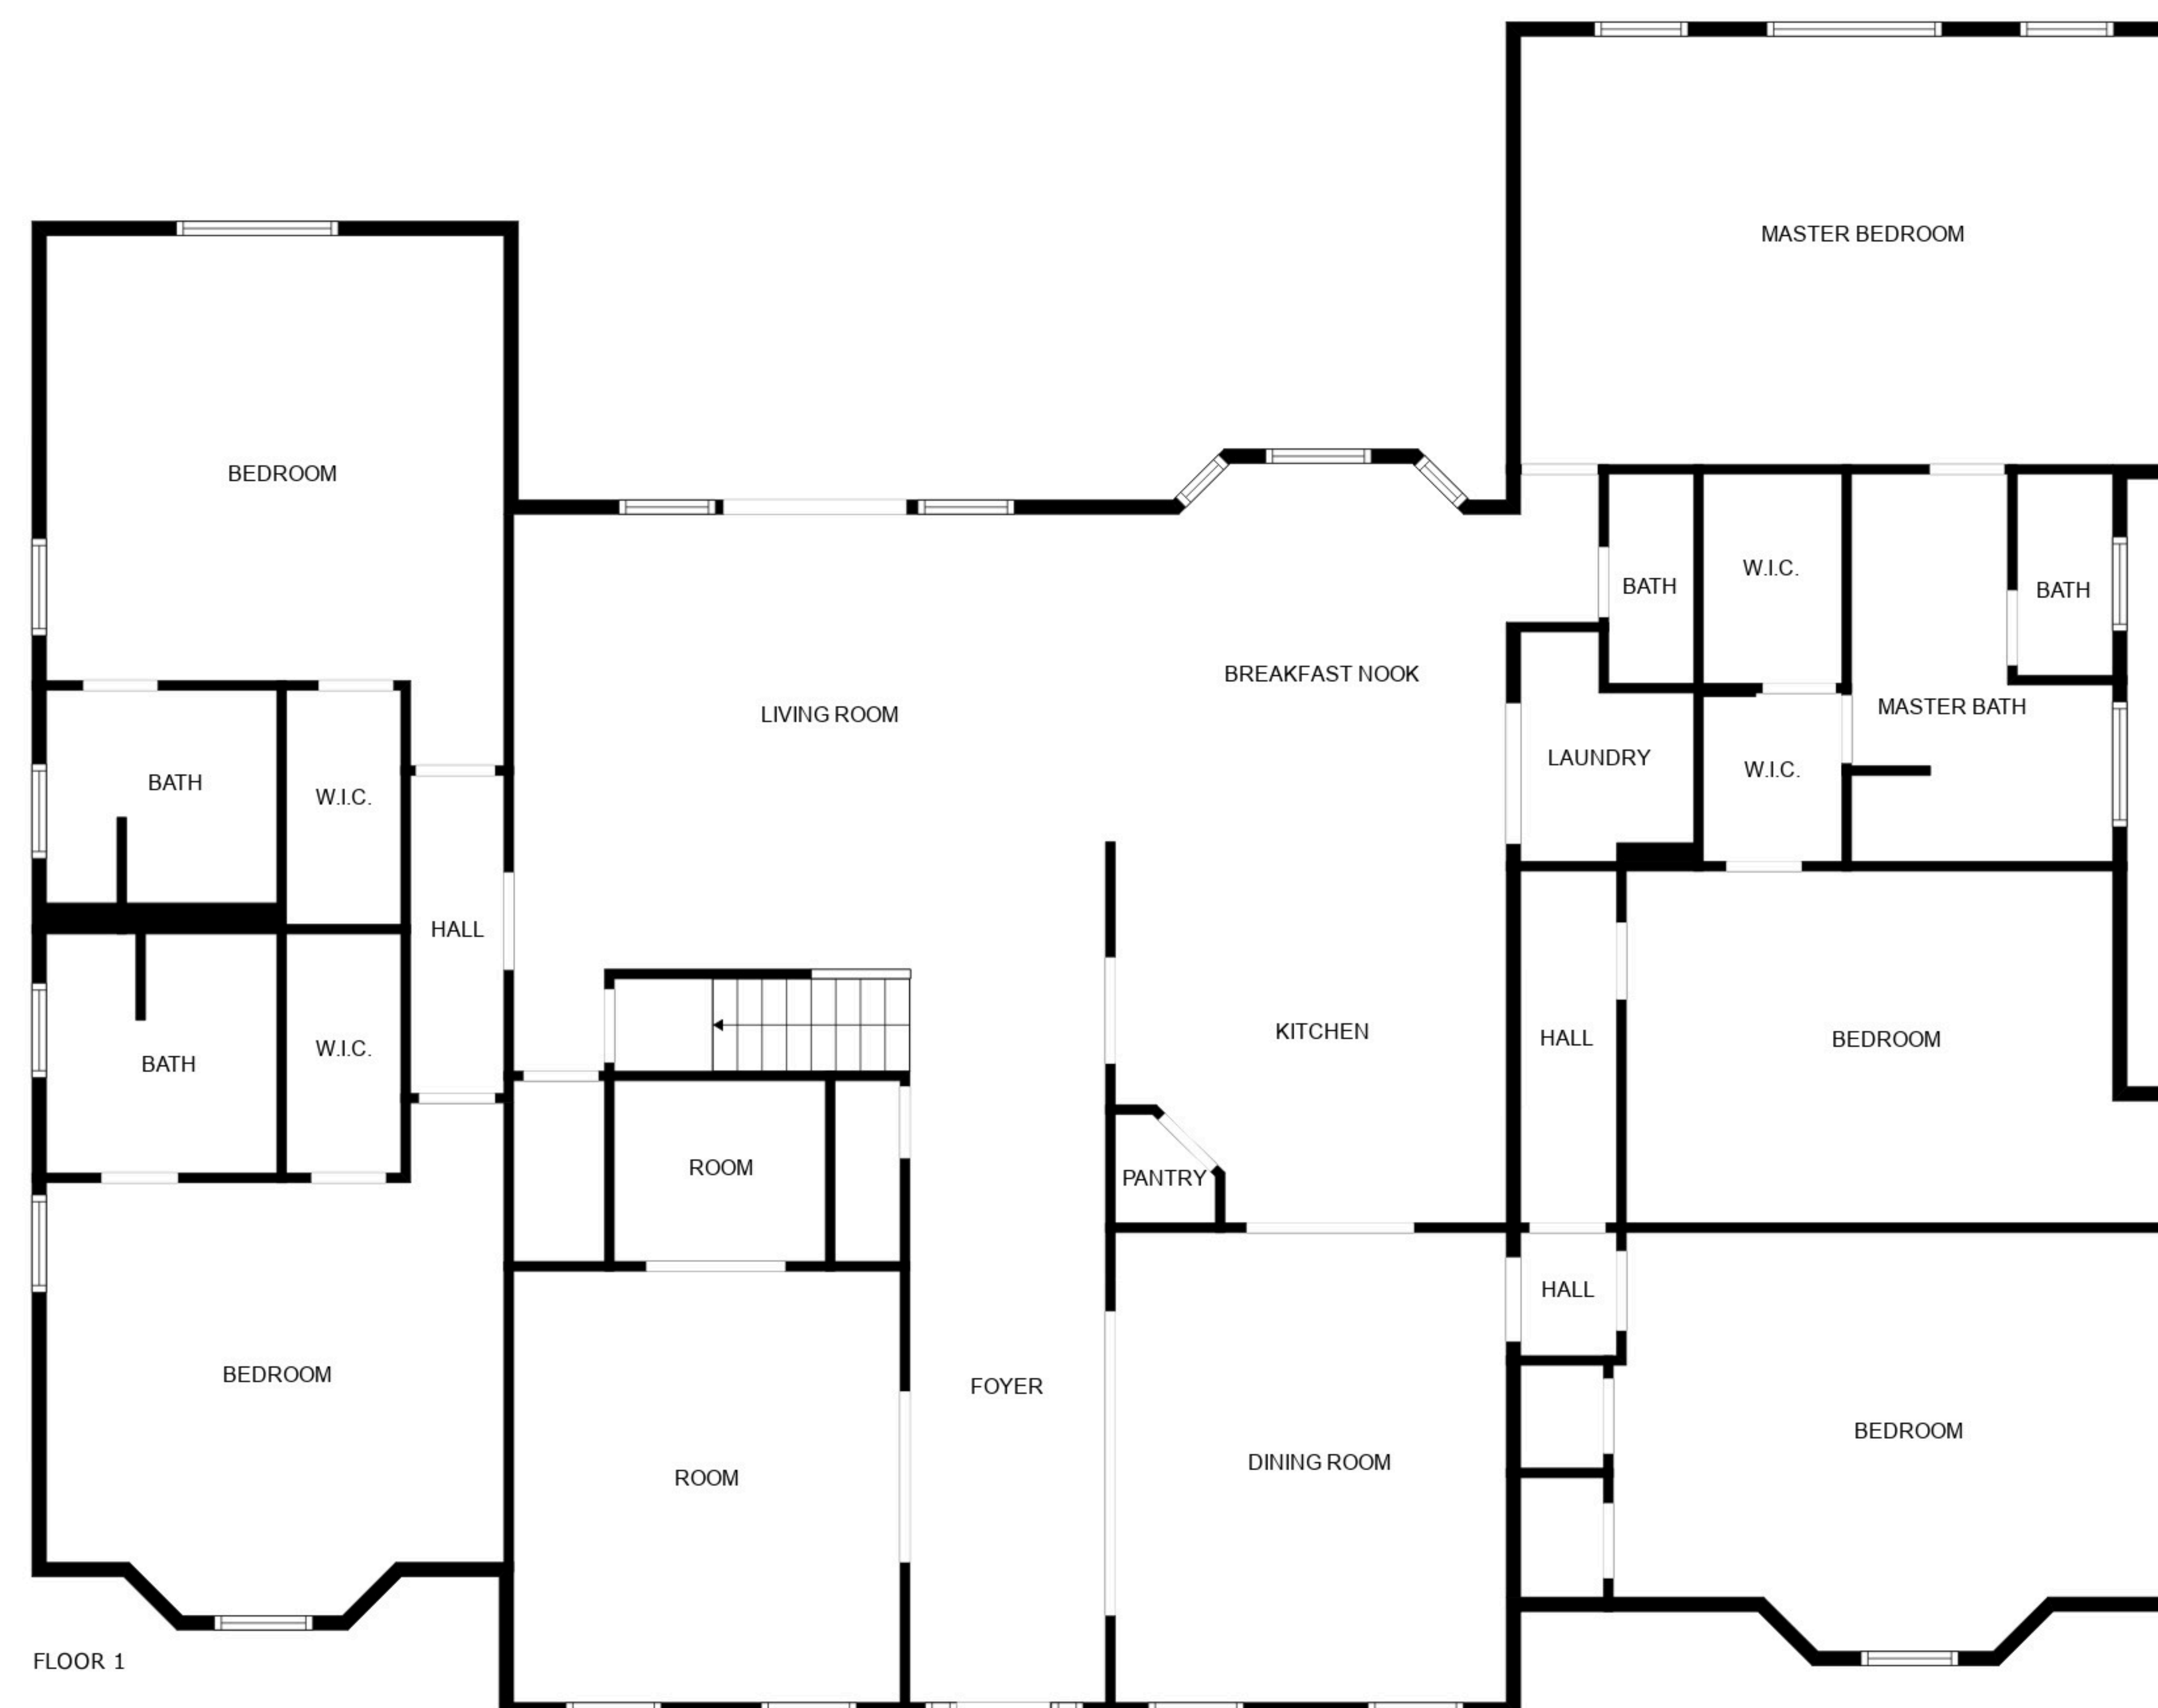 MASTER BEDROOM
BEDROOM
W.I.C.
BATH
BATH
BREAKFAST NOOK
MASTER BATH
LIVING ROOM
LAUNDRY
W.I.C.
BATH
W.I.C.
HALL
KITCHEN
HALL
BEDROOM
W.I.C.
BATH
ROOM
PANTRY
HALL
BEDROOM
FOYER
BEDROOM
DINING ROOM
ROOM
FLOOR 1